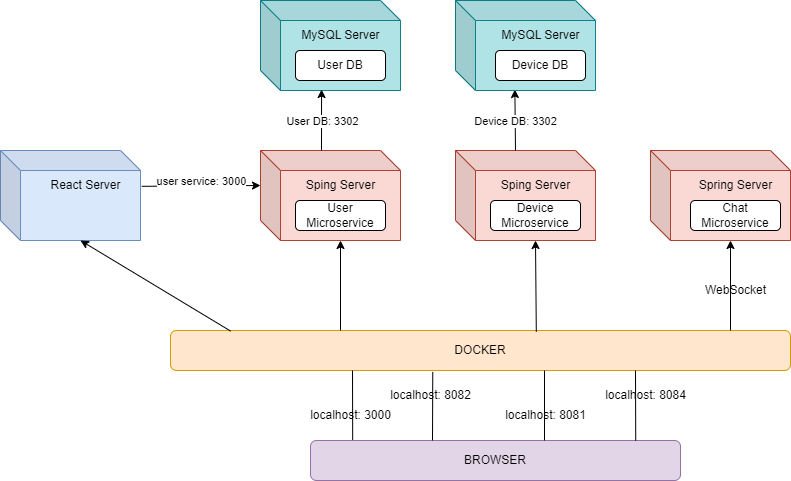 MySQL Server
MySQL Server
User DB
Device DB
User DB: 3302
Device DB: 3302
React Server
user service: 3000
Sping Server
Sping Server
Spring Server
User
Microservice
Device
Microservice
Chat
Microservice
WebSocket
DOCKER
localhost: 8082
localhost: 8084
localhost: 3000
localhost: 8081
BROWSER